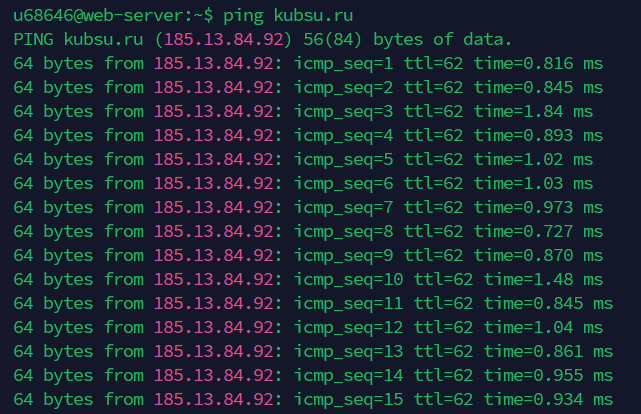 u68646@web-server:~$ ping kubsu.ru
PING kubsu.ru (185.13.84.92) 56(84) bytes of data.
64 bytes from 185.13.84.92: icmp_seq=1 ttl=62 time=0.816 ms
64 bytes from 185.13.84.92: icmp_seq=2 ttl=62 time=0.845 ms
64 bytes from 185.13.84.92: icmp_seq=3 ttl=62 time=1.84 ms
64 bytes from 185.13.84.92: icmp_seq=4 ttl=62 time=0.893 ms
64 bytes from 185.13.84.92: icmp_seq=5 ttl=62 time=1.02 ms
64 bytes from 185.13.84.92: icmp_seq=6 ttl=62 time=1.03 ms
64 bytes from 185.13.84.92: icmp_seq=7 ttl=62 time=0.973 ms
64 bytes from 185.13.84.92: icmp_seq=8 ttl=62 time=0.727 ms
64 bytes from 185.13.84.92: icmp_seq=9 ttl=62 time=0.870 ms
64 bytes from 185.13.84.92: icmp_seq=10 ttl=62 time=1.48 ms
64 bytes from 185.13.84.92: icmp_seq=11 ttl=62 time=0.845 ms
64 bytes from 185.13.84.92: icmp_seq=12 ttl=62 time=1.04 ms
64 bytes from 185.13.84.92: icmp_seq=13 ttl=62 time=0.861 ms
64 bytes from 185.13.84.92: icmp_seq=14 ttl=62 time=0.955 ms
64 bytes from 185.13.84.92: icmp_seq=15 ttl=62 time=0.934 ms